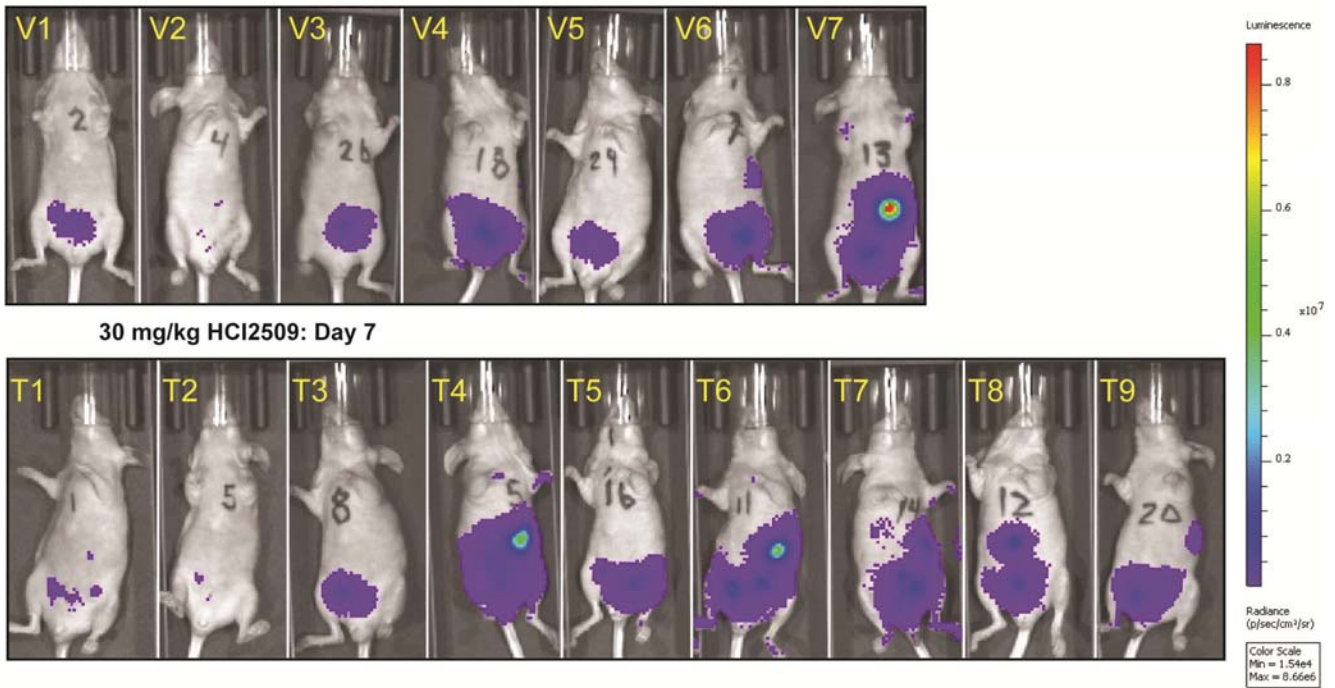 V1 V2 V3 V4 V5 V6 V7
2 4 26 18 29 7 13
30 mg/kg HCI2509: Day 7
T1 T2 T3 T4 T5 T6 T7 T8 T9
1 5 8 5 16 11 14 12 20
Luminescence
0.8
0.6
x10⁷
0.4
0.2
Radiance
(p/sec/cm²/sr)
Color Scale
Min = 1.54e4
Max = 8.66e6